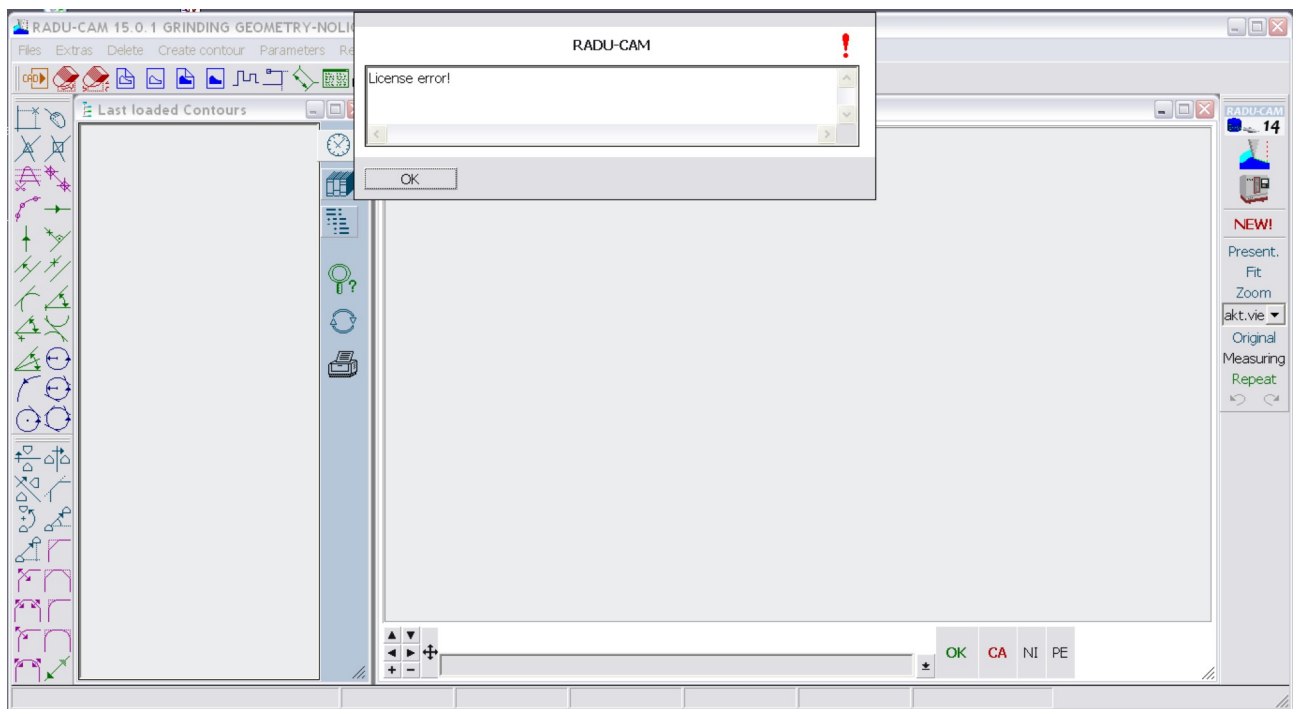 RADU-CAM 15.0.1 GRINDING GEOMETRY-NOLI
RADU-CAM
Files Extras Delete Create contour Parameters Re
License error!
OK
CAD
Last loaded Contours
RADU-CAM
14
NEW!
Present.
Fit
Zoom
akt.vie
Original
Measuring
Repeat
OK CA NI PE